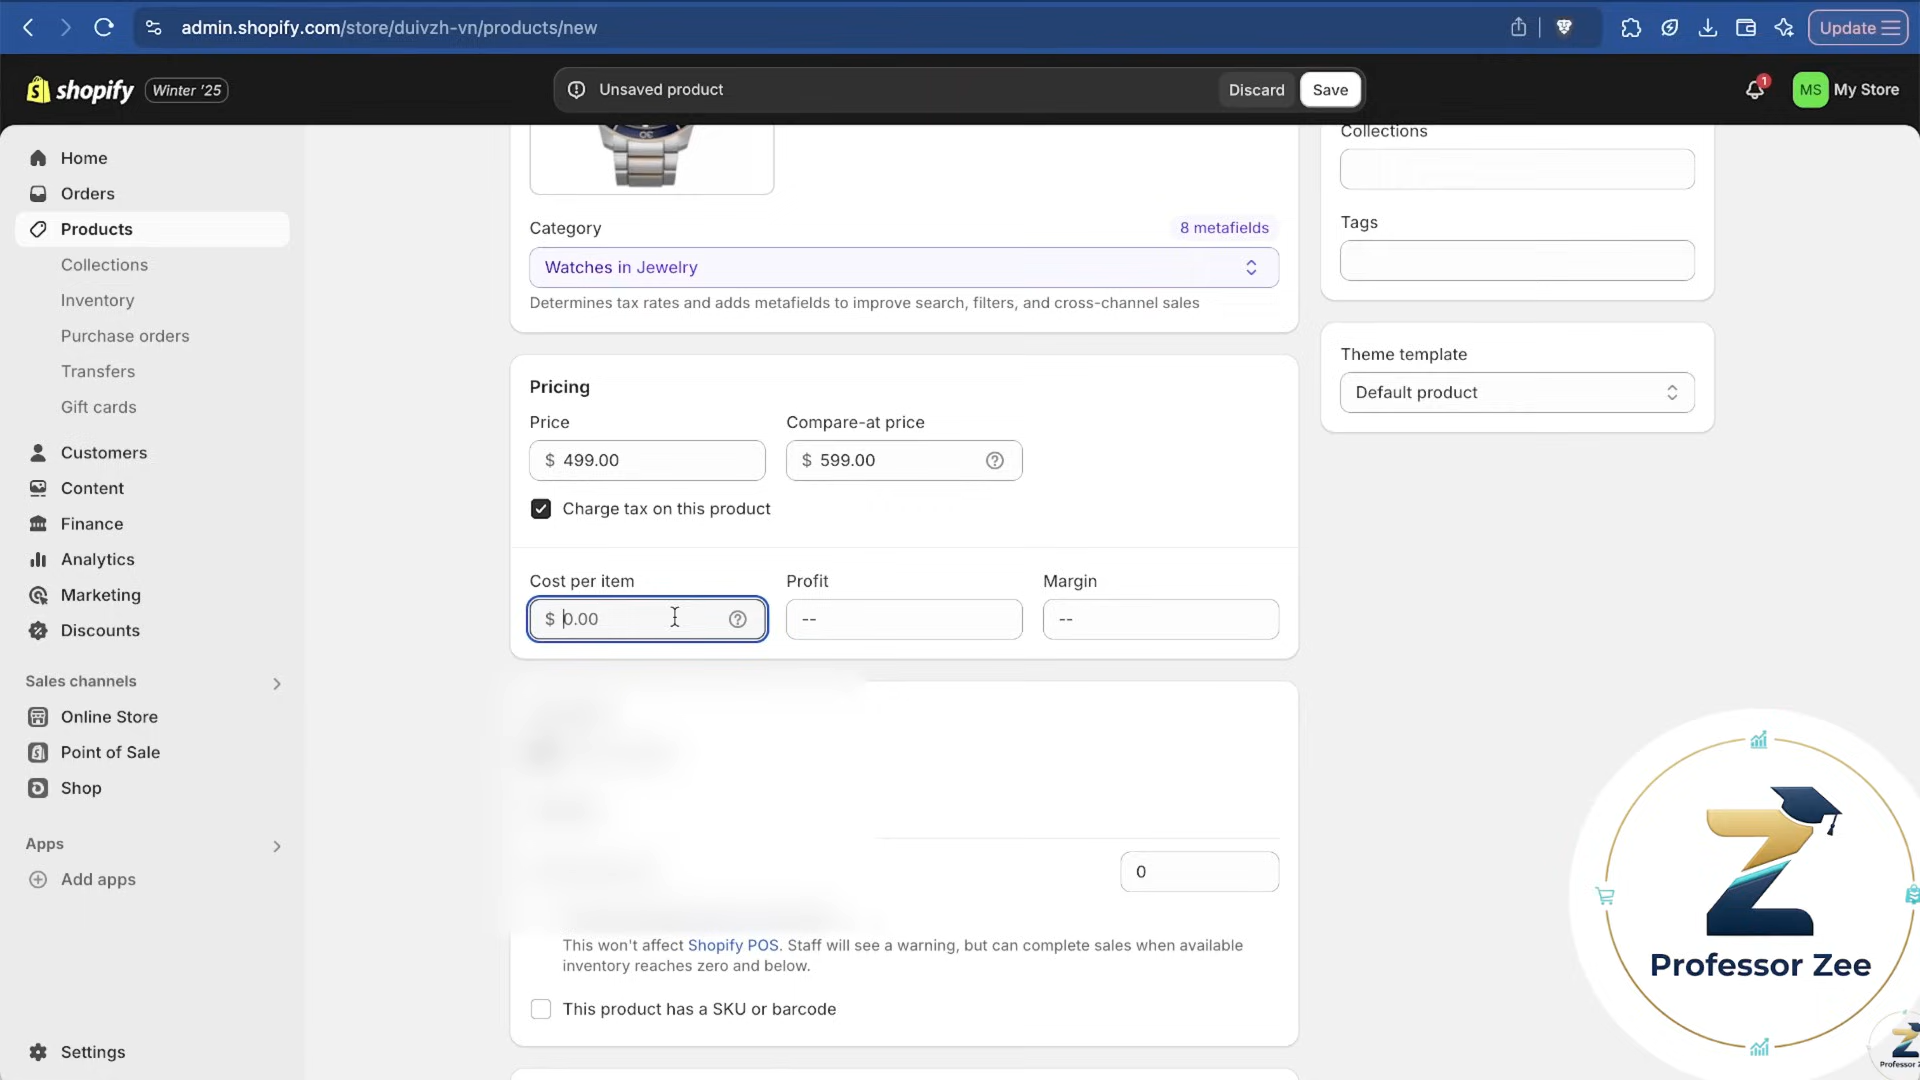 admin.shopify.com/store/duivzh-vn/products/new
Update
shopify
Winter '25
Unsaved product
Discard
Save
1
MS
My Store
Home
Orders
Products
Collections
Inventory
Purchase orders
Transfers
Gift cards
Customers
Content
Finance
Analytics
Marketing
Discounts
Sales channels
Online Store
Point of Sale
Shop
Apps
Add apps
Settings
Category
8 metafields
Watches in Jewelry
Determines tax rates and adds metafields to improve search, filters, and cross-channel sales
Pricing
Price
Compare-at price
$ 499.00
$ 599.00
Charge tax on this product
Cost per item
Profit
Margin
$ 0.00
--
--
0
This won't affect Shopify POS. Staff will see a warning, but can complete sales when available
inventory reaches zero and below.
This product has a SKU or barcode
Collections
Tags
Theme template
Default product
Professor Zee
Professor Z